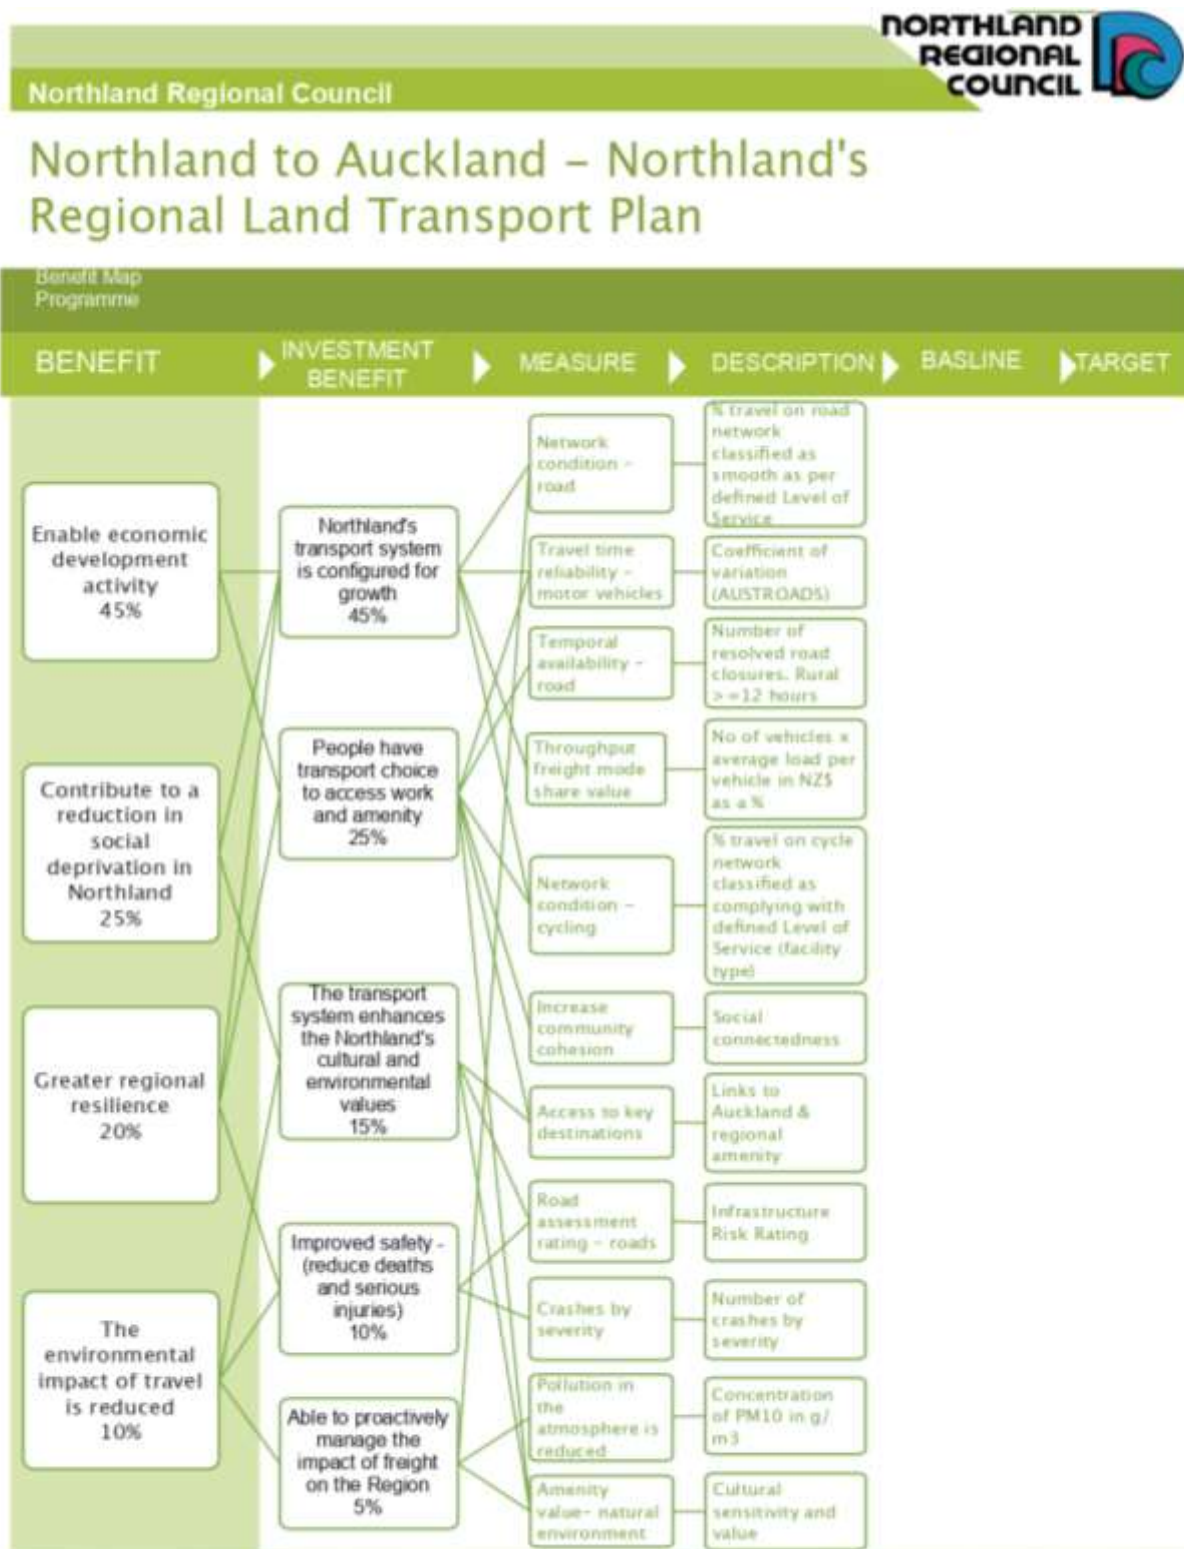 NORTHLAND
REGIONAL
COUNCIL
Northland Regional Council
Northland to Auckland – Northland's
Regional Land Transport Plan
Benefit Map
Programme
BENEFIT
INVESTMENT
BENEFIT
MEASURE
DESCRIPTION
BASLINE
TARGET
Enable economic
development
activity
45%
Contribute to a
reduction in
social
deprivation in
Northland
25%
Greater regional
resilience
20%
The
environmental
impact of travel
is reduced
10%
Northland's
transport system
is configured for
growth
45%
People have
transport choice
to access work
and amenity
25%
The transport
system enhances
the Northland's
cultural and
environmental
values
15%
Improved safety -
(reduce deaths
and serious
injuries)
10%
Able to proactively
manage the
impact of freight
on the Region
5%
Network
condition –
road
Travel time
reliability –
motor vehicles
Temporal
availability –
road
Throughput
freight mode
share value
Network
condition –
cycling
Increase
community
cohesion
Access to key
destinations
Road
assessment
rating – roads
Crashes by
severity
Pollution in
the
atmosphere is
reduced
Amenity
value– natural
environment
% travel on road
network
classified as
smooth as per
defined Level of
Service
Coefficient of
variation
(AUSTROADS)
Number of
resolved road
closures. Rural
>=12 hours
No of vehicles x
average load per
vehicle in NZ$
as a %
% travel on cycle
network
classified as
complying with
defined Level of
Service (facility
type)
Social
connectedness
Links to
Auckland &
regional
amenity
Infrastructure
Risk Rating
Number of
crashes by
severity
Concentration
of PM10 in g/
m3
Cultural
sensitivity and
value